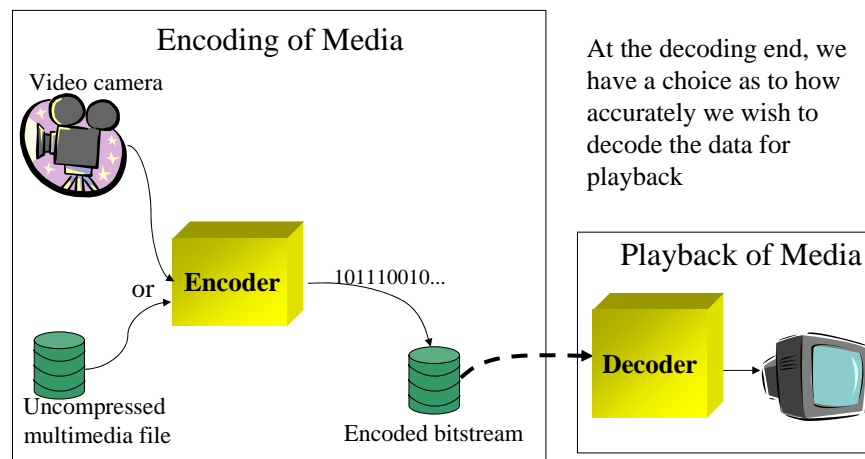 Encoding of Media
Video camera
or
Encoder
101110010...
Uncompressed
multimedia file
Encoded bitstream
At the decoding end, we
have a choice as to how
accurately we wish to
decode the data for
playback
Playback of Media
Decoder